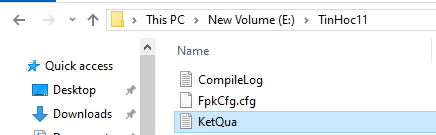 This PC > New Volume (E:) > TinHoc11
Name
Quick access
Desktop
Downloads
CompileLog
FpkCfg.cfg
KetQua